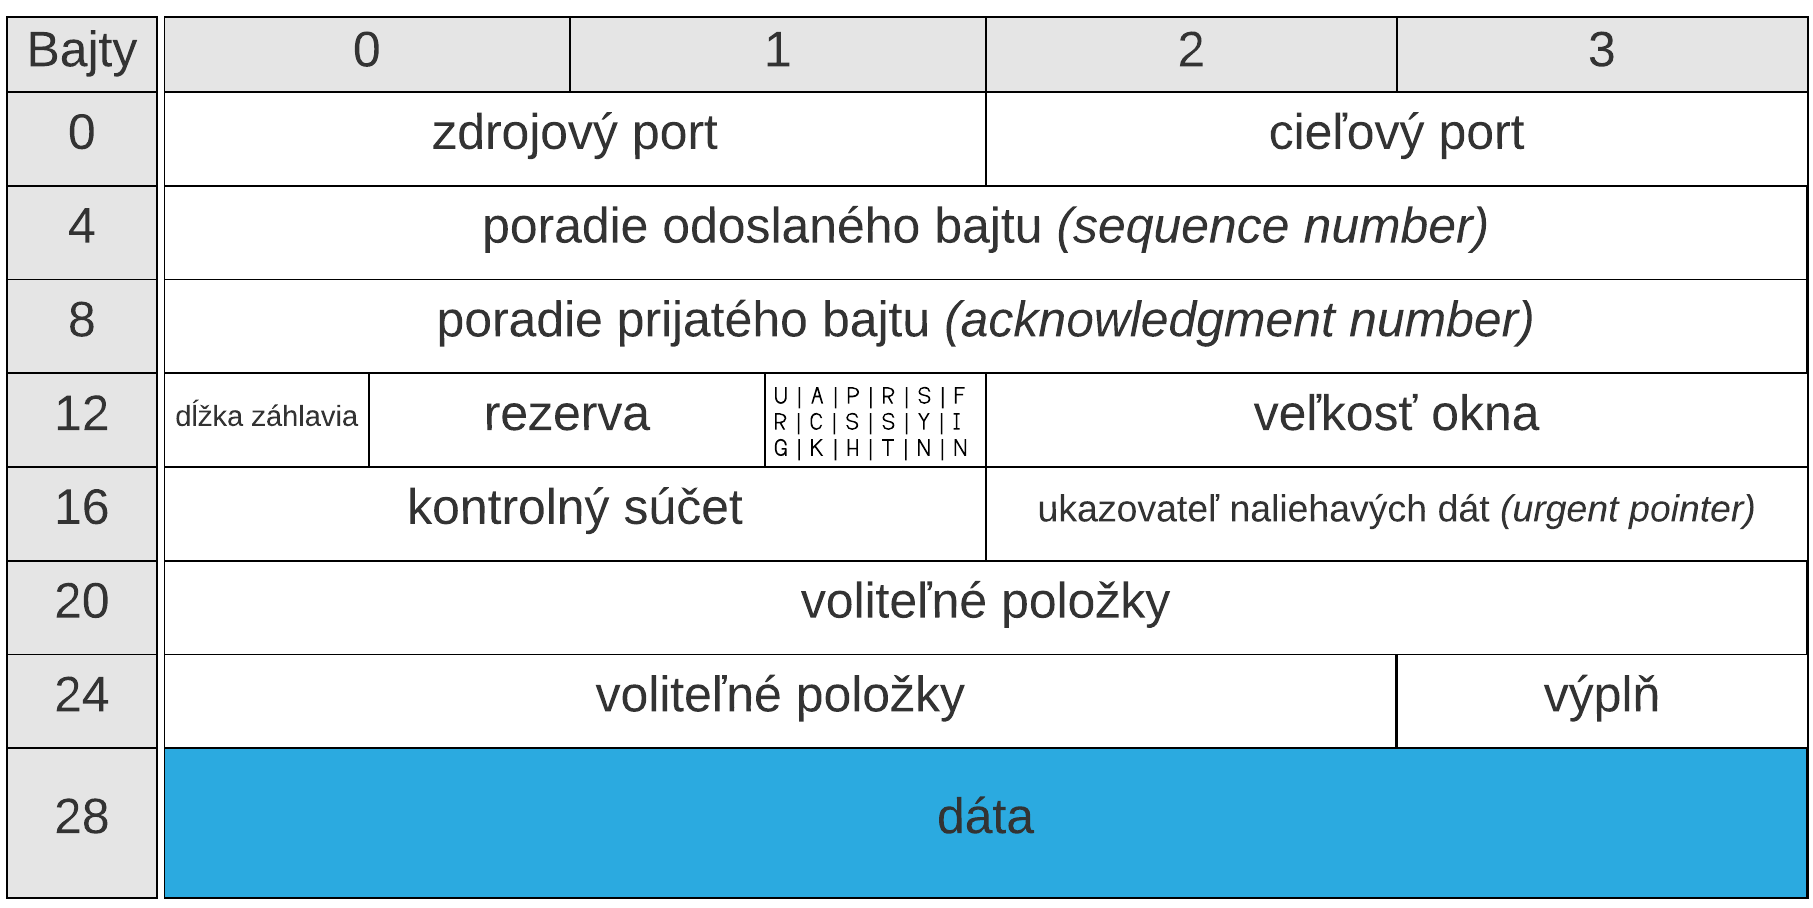 Bajty 0 1 2 3
0 zdrojový port cieľový port
4 poradie odoslaného bajtu (sequence number)
8 poradie prijatého bajtu (acknowledgment number)
12 dĺžka záhlavia rezerva
U|A|P|R|S|F
R|C|S|S|Y|I
G|K|H|T|N|N
veľkosť okna
16 kontrolný súčet ukazovateľ naliehavých dát (urgent pointer)
20 voliteľné položky
24 voliteľné položky výplň
28 dáta